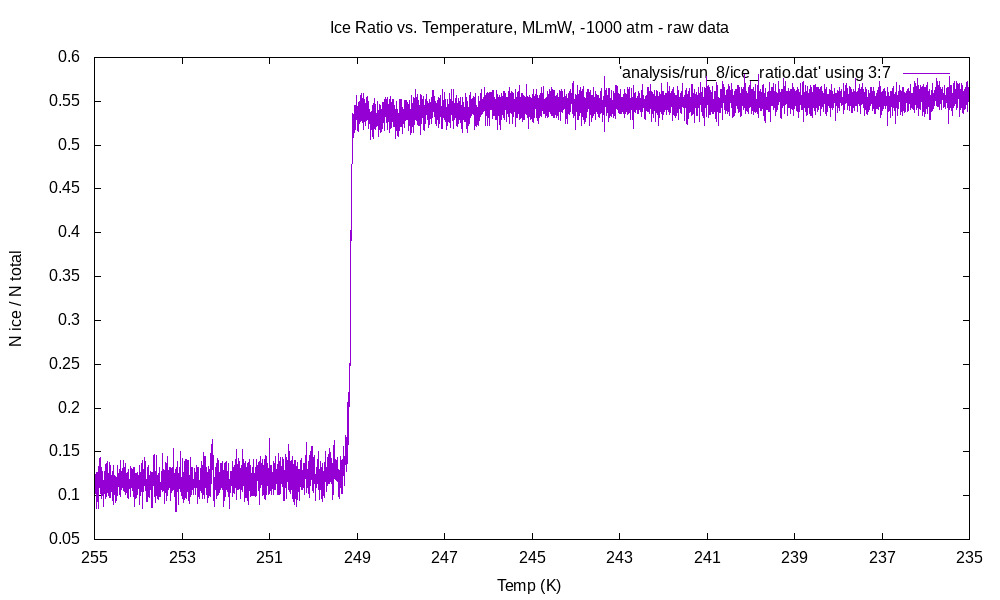 Ice Ratio vs. Temperature, MLmW, -1000 atm - raw data
'analysis/run_8/ice_ratio.dat' using 3:7
0.6
0.55
0.5
0.45
0.4
0.35
0.3
0.25
0.2
0.15
0.1
0.05
N ice / N total
255 253 251 249 247 245 243 241 239 237 235
Temp (K)